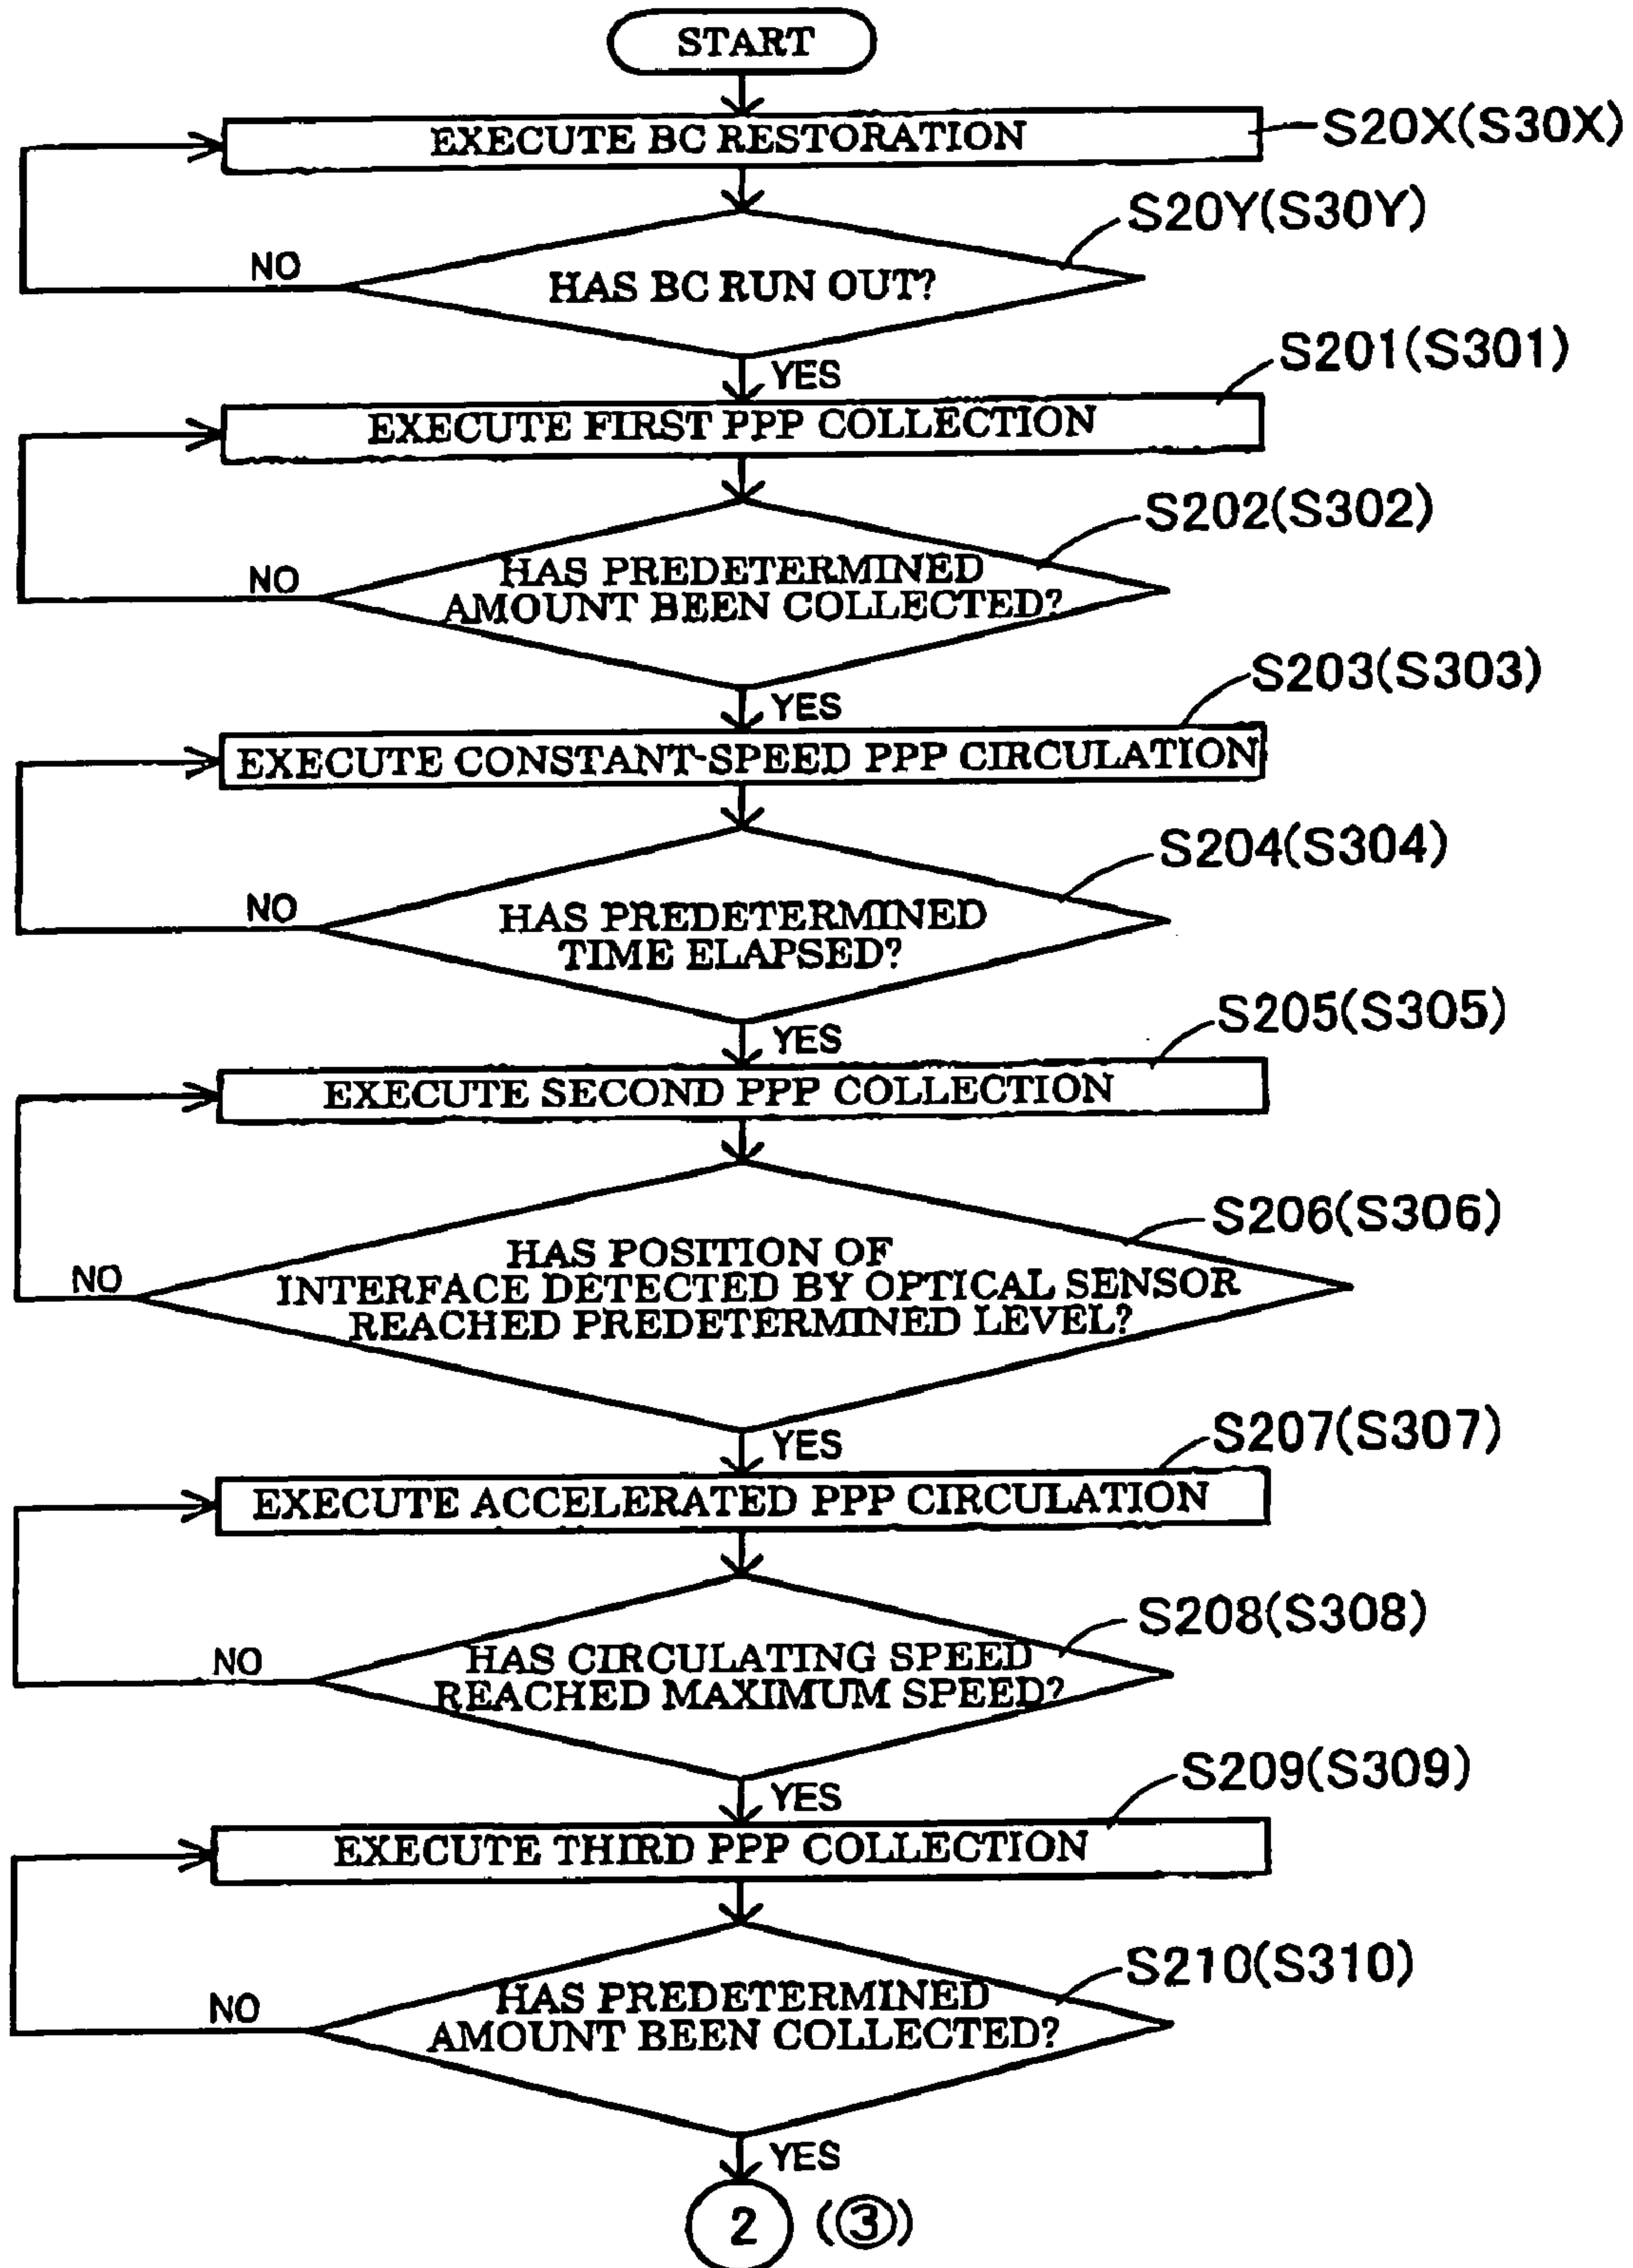 START
EXECUTE BC RESTORATION
S20X(S30X)
S20Y(S30Y)
NO
HAS BC RUN OUT?
YES
S201(S301)
EXECUTE FIRST PPP COLLECTION
S202(S302)
NO
HAS PREDETERMINED
AMOUNT BEEN COLLECTED?
YES
S203(S303)
EXECUTE CONSTANT-SPEED PPP CIRCULATION
S204(S304)
NO
HAS PREDETERMINED
TIME ELAPSED?
YES
S205(S305)
EXECUTE SECOND PPP COLLECTION
S206(S306)
NO
HAS POSITION OF
INTERFACE DETECTED BY OPTICAL SENSOR
REACHED PREDETERMINED LEVEL?
YES
S207(S307)
EXECUTE ACCELERATED PPP CIRCULATION
S208(S308)
NO
HAS CIRCULATING SPEED
REACHED MAXIMUM SPEED?
YES
S209(S309)
EXECUTE THIRD PPP COLLECTION
S210(S310)
NO
HAS PREDETERMINED
AMOUNT BEEN COLLECTED?
YES
2 (③)